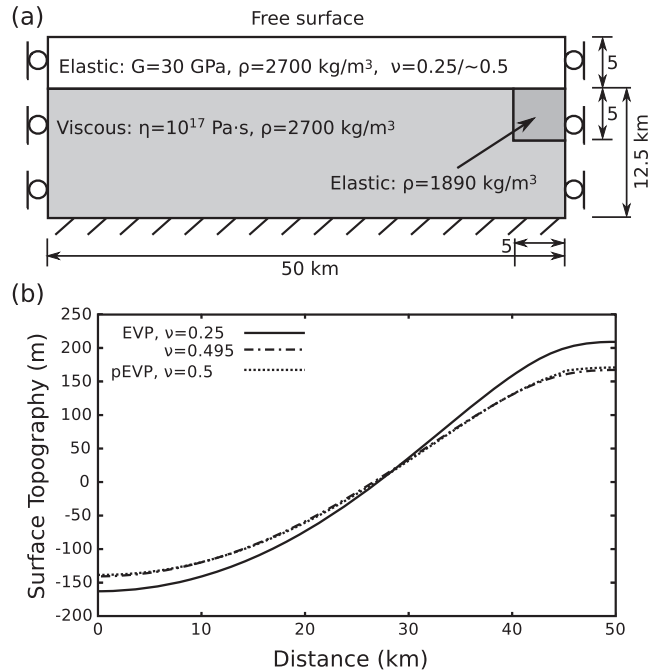 (a)
Free surface
Elastic: G=30 GPa, ρ=2700 kg/m³, ν=0.25/~0.5
5
Viscous: η=10¹⁷ Pa·s, ρ=2700 kg/m³
5
12.5 km
Elastic: ρ=1890 kg/m³
5
50 km
(b)
EVP, ν=0.25
ν=0.495
pEVP, ν=0.5
Surface Topography (m)
250
200
150
100
50
0
-50
-100
-150
-200
0 10 20 30 40 50
Distance (km)